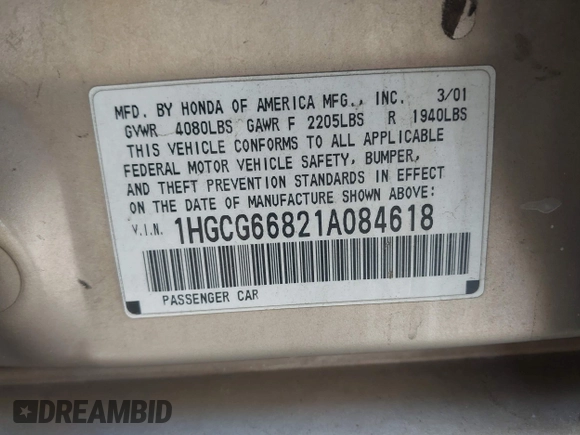 MFD. BY HONDA OF AMERICA MFG., INC. 3/01
GVWR 4080LBS GAWR F 2205LBS R 1940LBS
THIS VEHICLE CONFORMS TO ALL APPLICABLE
FEDERAL MOTOR VEHICLE SAFETY, BUMPER,
AND THEFT PREVENTION STANDARDS IN EFFECT
ON THE DATE OF MANUFACTURE SHOWN ABOVE:
V.I.N. 1HGCG66821A084618
PASSENGER CAR
DREAMBID